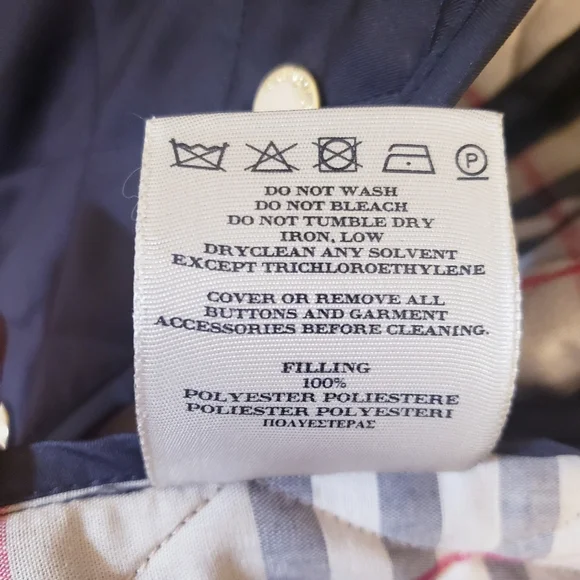 P
DO NOT WASH
DO NOT BLEACH
DO NOT TUMBLE DRY
IRON, LOW
DRYCLEAN ANY SOLVENT
EXCEPT TRICHLOROETHYLENE
COVER OR REMOVE ALL
BUTTONS AND GARMENT
ACCESSORIES BEFORE CLEANING.
FILLING
100%
POLYESTER POLIESTERE
POLIESTER POLYESTERI
ΠΟΛΥΕΣΤΕΡΑΣ